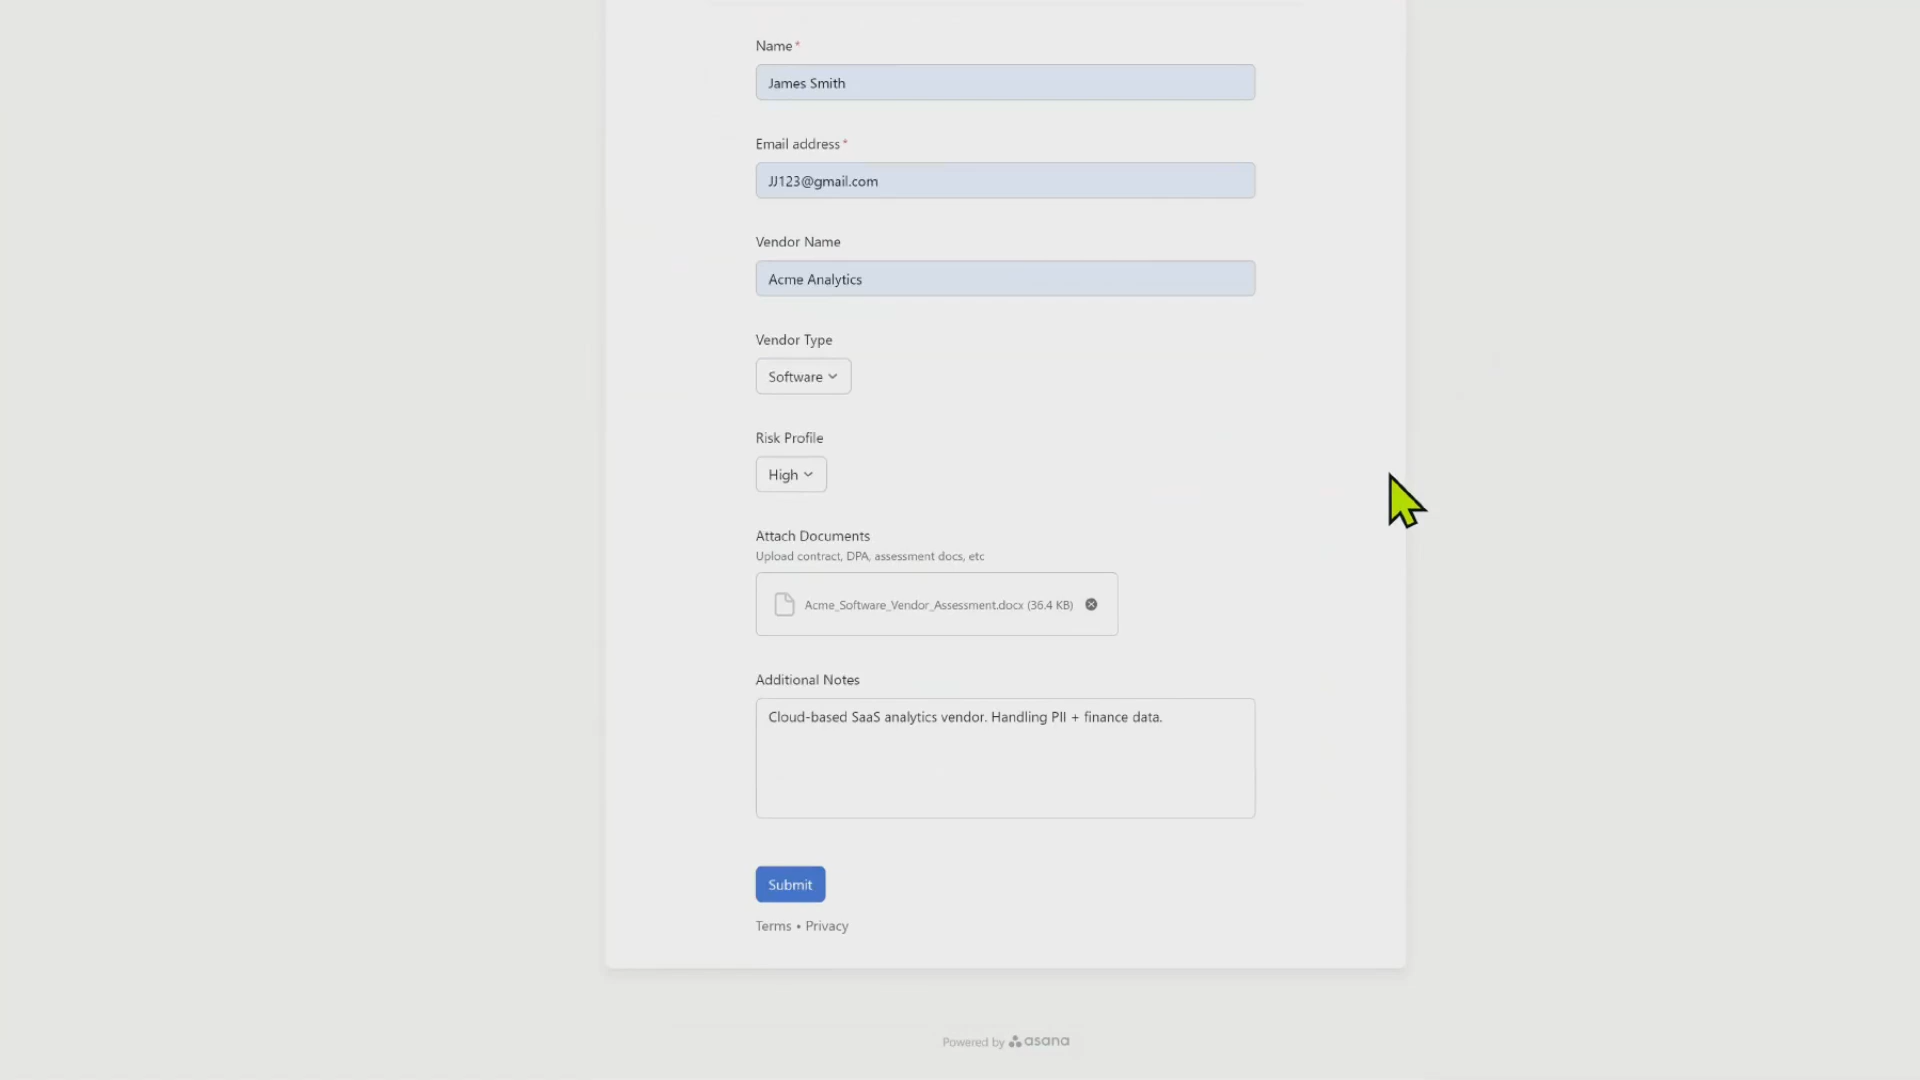 Name*
James Smith
Email address*
JJ123@gmail.com
Vendor Name
Acme Analytics
Vendor Type
Software
Risk Profile
High
Attach Documents
Upload contract, DPA, assessment docs, etc
Acme_Software_Vendor_Assessment.docx (36.4 KB)
Additional Notes
Cloud-based SaaS analytics vendor. Handling PII + finance data.
Submit
Terms • Privacy
Powered by asana